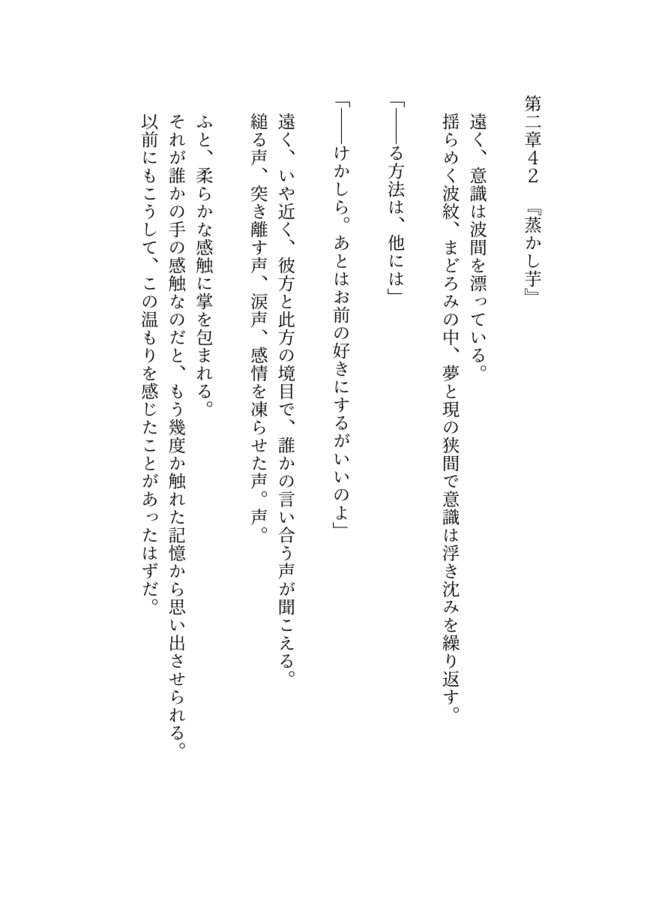 第二章４２　『蒸かし芋』
遠く、意識は波間を漂っている。
揺らめく波紋、まどろみの中、夢と現の狭間で意識は浮き沈みを繰り返す。
「――る方法は、他には」
「――けかしら。あとはお前の好きにするがいいのよ」
遠く、いや近く、彼方と此方の境目で、誰かの言い合う声が聞こえる。
縋る声、突き離す声、涙声、感情を凍らせた声。声。
ふと、柔らかな感触に掌を包まれる。
それが誰かの手の感触なのだと、もう幾度か触れた記憶から思い出させられる。
以前にもこうして、この温もりを感じたことがあったはずだ。